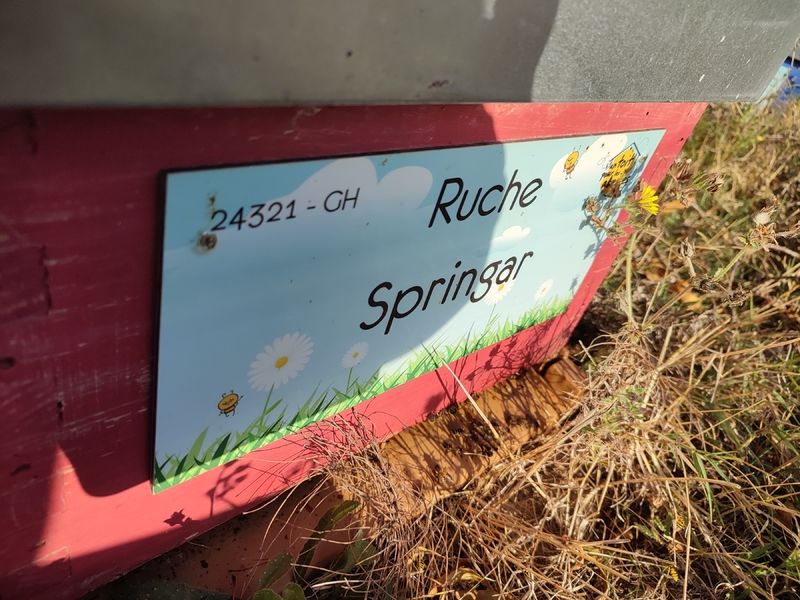 24321 - GH
Ruche
Springar